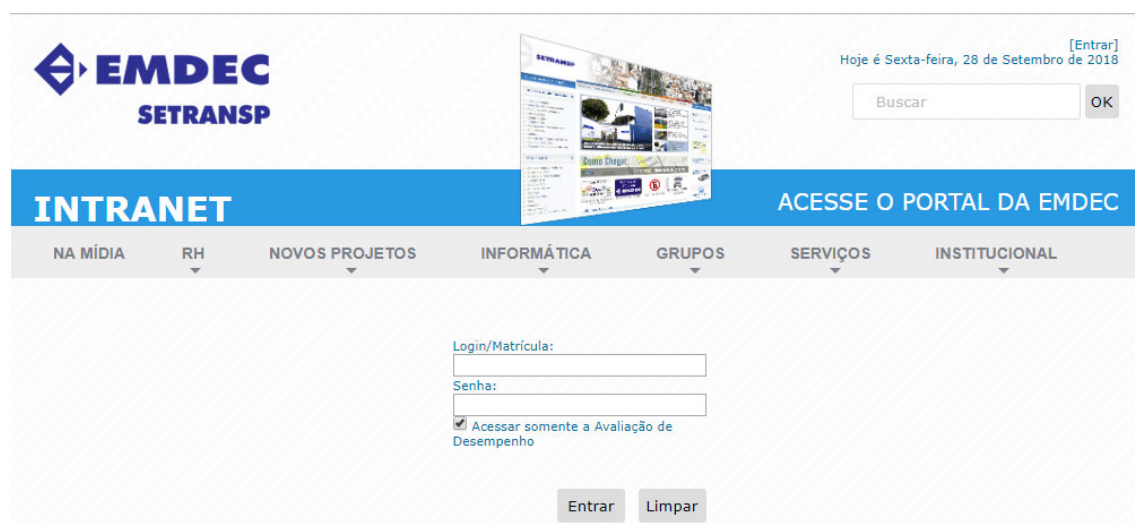 EMDEC
SETRANSP
SETRANSP
Como Chegar
[Entrar]
Hoje é Sexta-feira, 28 de Setembro de 2018
Buscar
OK
INTRANET
ACESSE O PORTAL DA EMDEC
NA MÍDIA
RH
NOVOS PROJETOS
INFORMÁTICA
GRUPOS
SERVIÇOS
INSTITUCIONAL
Login/Matrícula:
Senha:
Acessar somente a Avaliação de
Desempenho
Entrar
Limpar